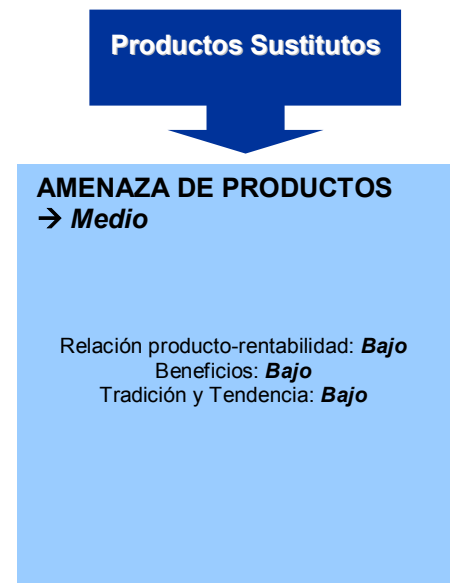 Productos Sustitutos
AMENAZA DE PRODUCTOS
→ Medio
Relación producto-rentabilidad: Bajo
Beneficios: Bajo
Tradición y Tendencia: Bajo